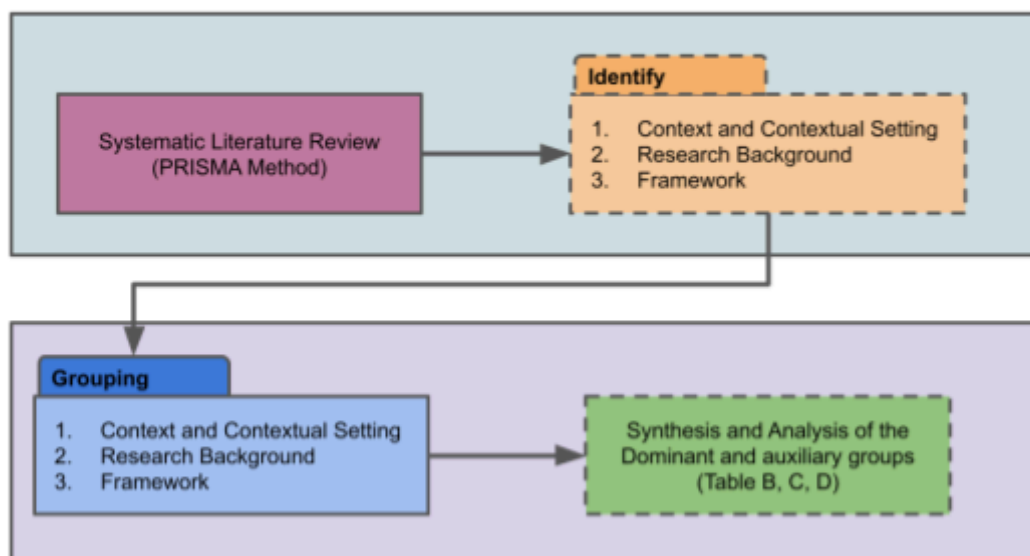 Systematic Literature Review
(PRISMA Method)
Identify
1. Context and Contextual Setting
2. Research Background
3. Framework
Grouping
1. Context and Contextual Setting
2. Research Background
3. Framework
Synthesis and Analysis of the
Dominant and auxiliary groups
(Table B, C, D)